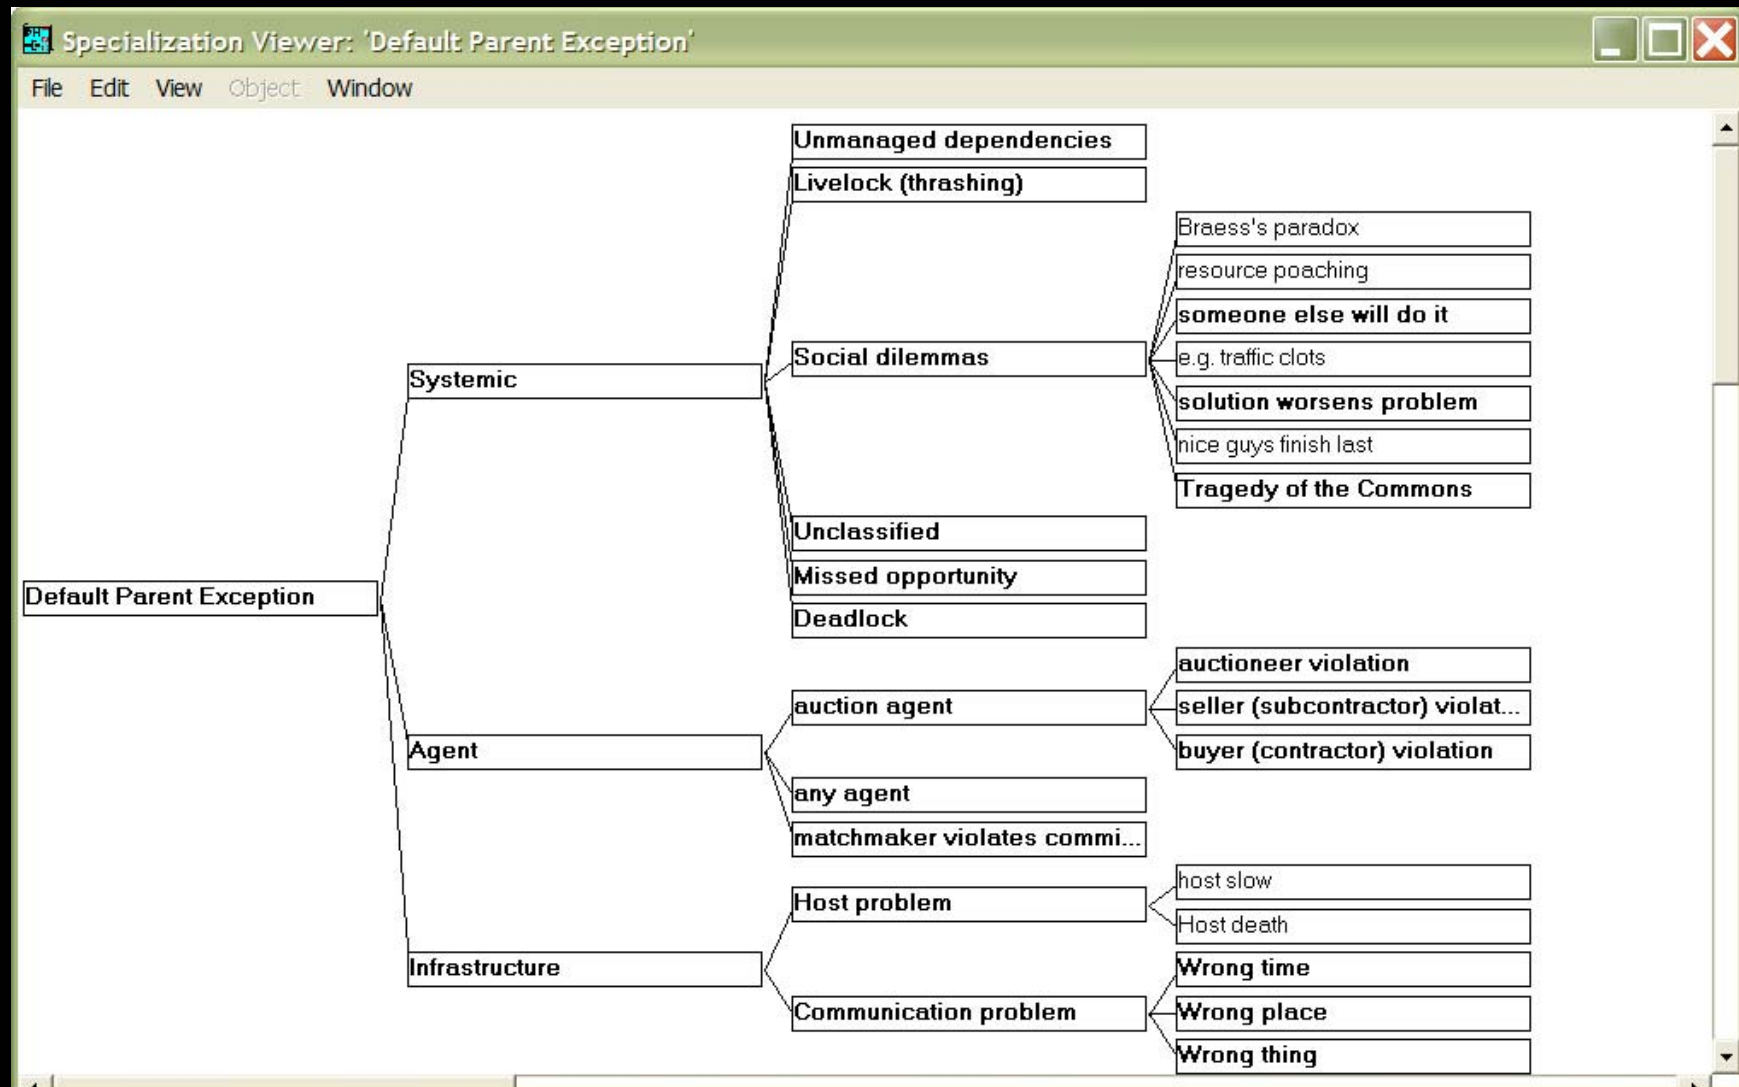 Specialization Viewer: 'Default Parent Exception'
File Edit View Object Window
Default Parent Exception
Systemic
Unmanaged dependencies
Livelock (thrashing)
Social dilemmas
Braess's paradox
resource poaching
someone else will do it
e.g. traffic clots
solution worsens problem
nice guys finish last
Tragedy of the Commons
Unclassified
Missed opportunity
Deadlock
Agent
auction agent
auctioneer violation
seller (subcontractor) violat...
buyer (contractor) violation
any agent
matchmaker violates commi...
Infrastructure
Host problem
host slow
Host death
Communication problem
Wrong time
Wrong place
Wrong thing